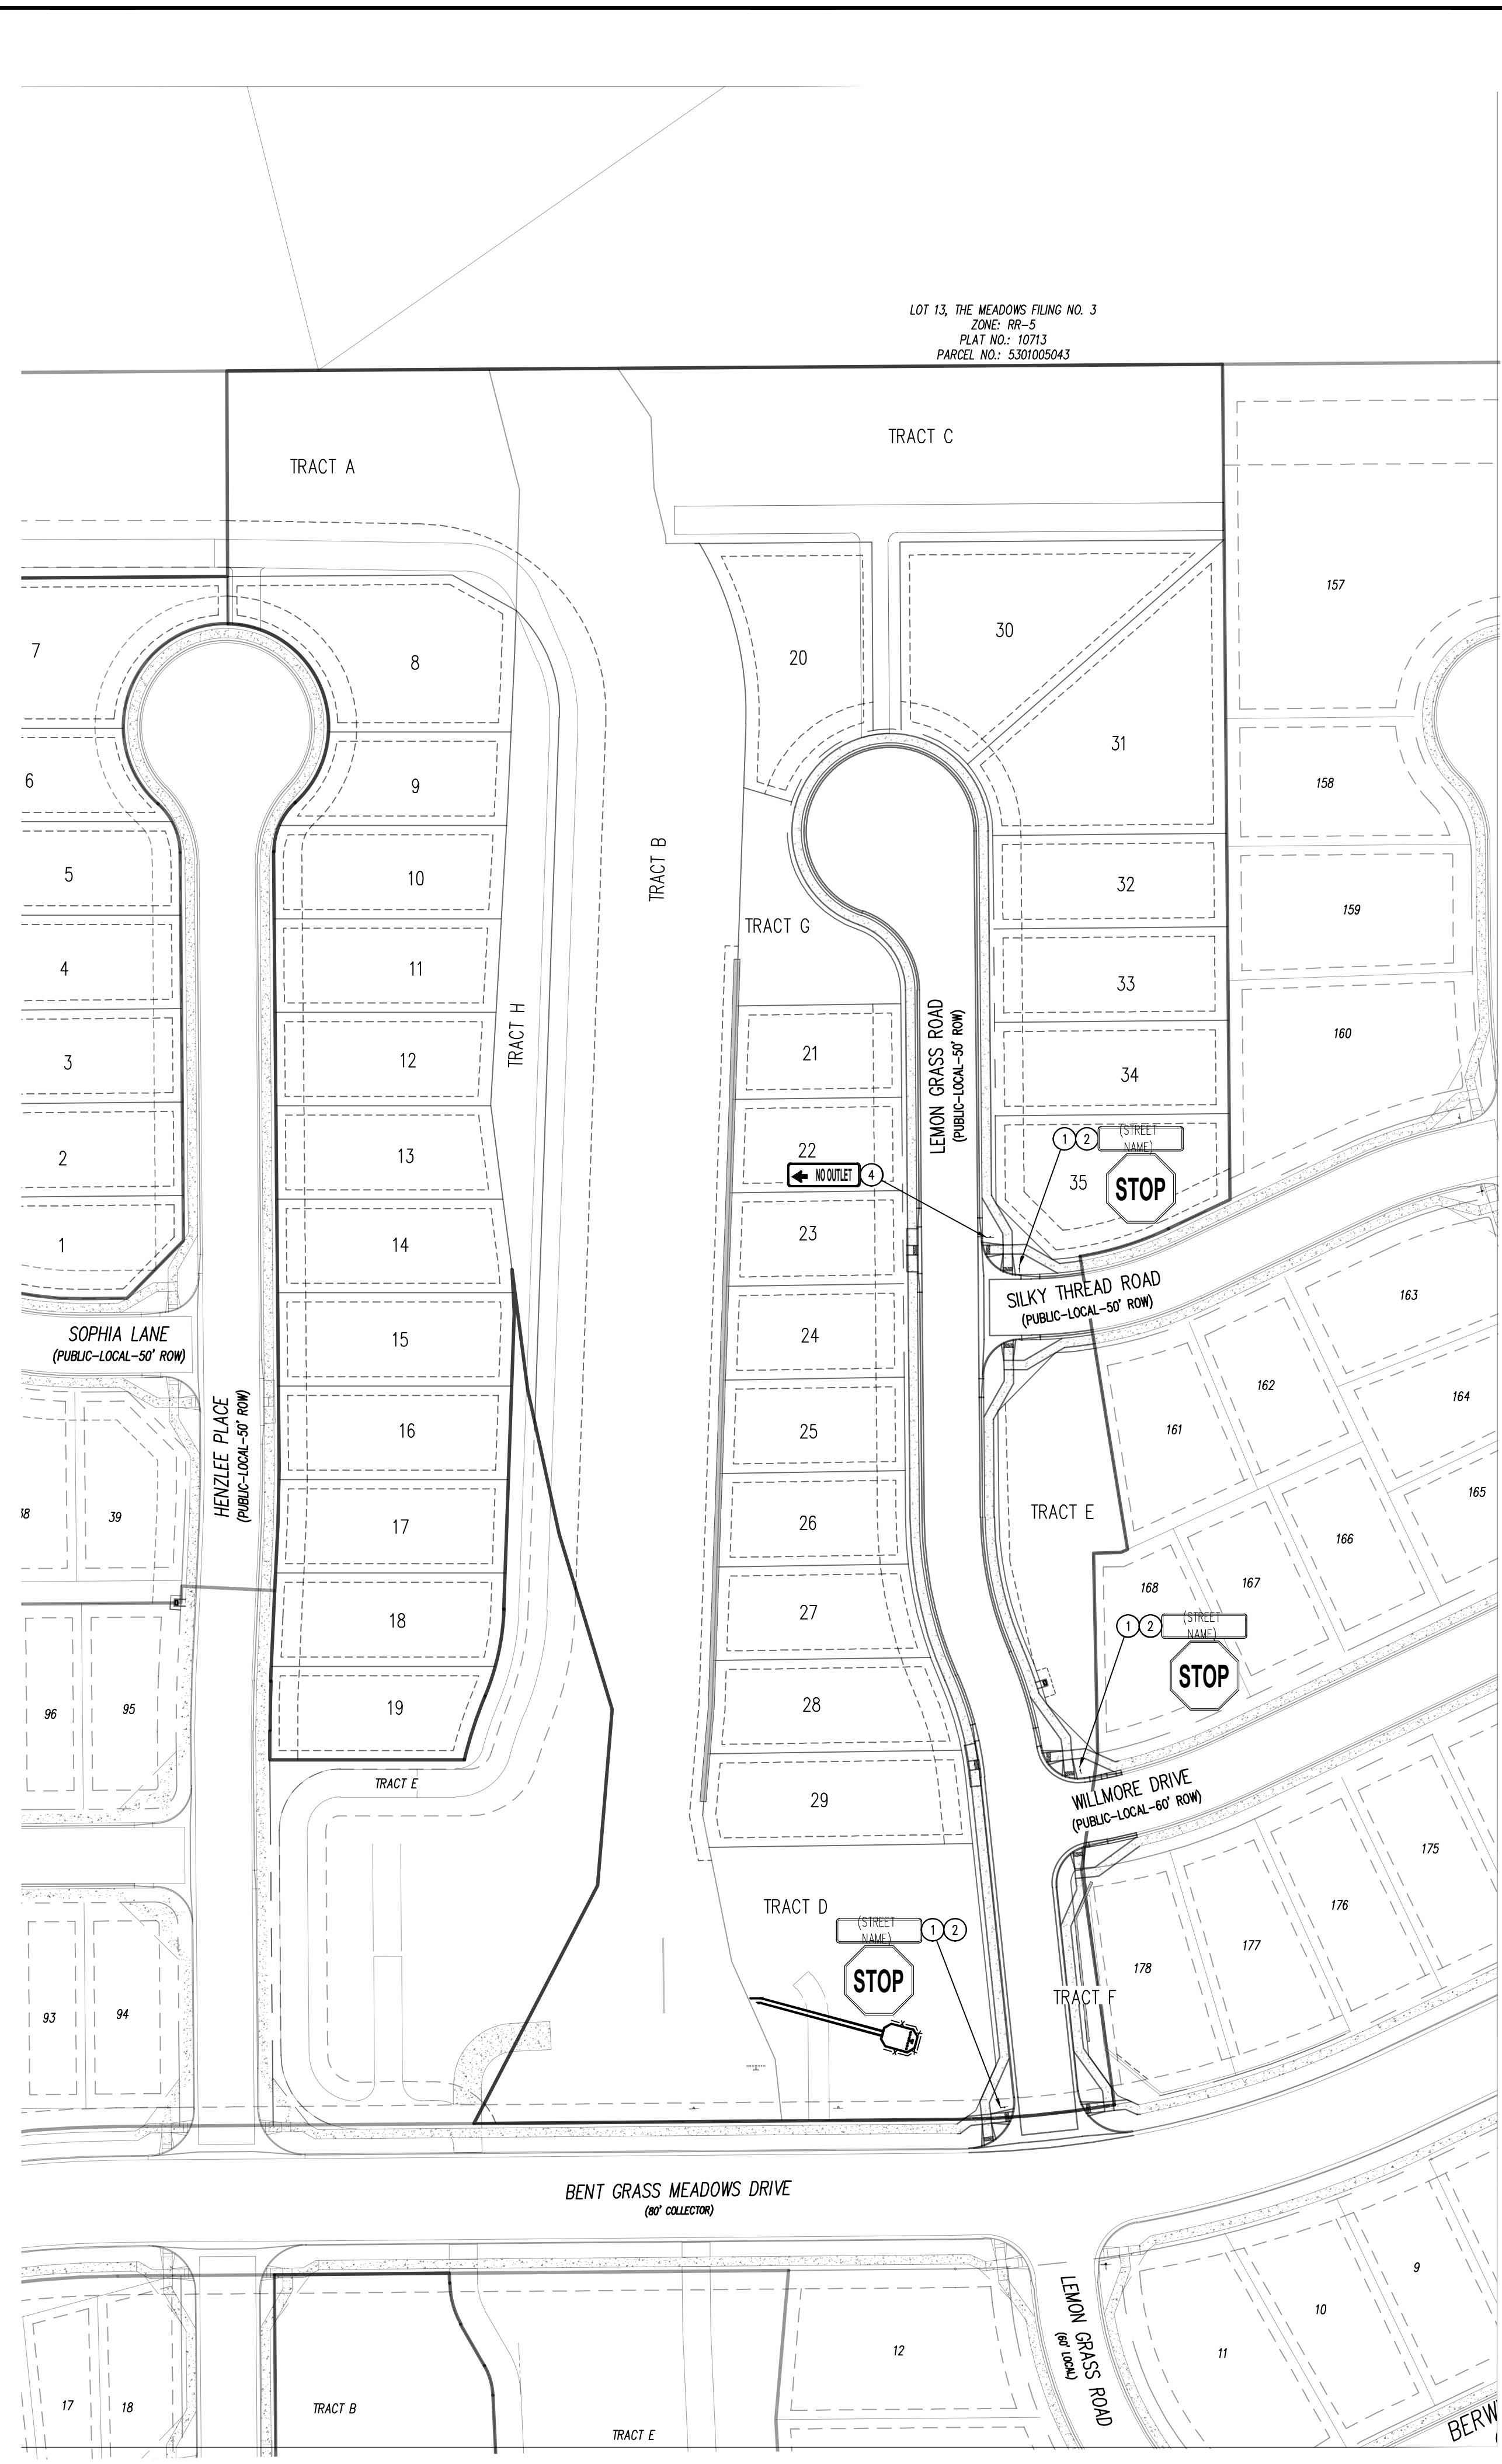 LOT 13, THE MEADOWS FILING NO. 3
ZONE: RR-5
PLAT NO.: 10713
PARCEL NO.: 5301005043
TRACT C
TRACT A
157
30
7
8
20
31
6
9
158
TRACT B
5
10
32
159
TRACT G
4
11
33
LEMON GRASS ROAD
(PUBLIC-LOCAL-50' ROW)
TRACT H
160
21
3
12
34
1 2 (STREET NAME)
22
2
13
NO OUTLET 4
35
STOP
23
14
1
SILKY THREAD ROAD
(PUBLIC-LOCAL-50' ROW)
163
SOPHIA LANE
(PUBLIC-LOCAL-50' ROW)
15
24
162
164
HENZLEE PLACE
(PUBLIC-LOCAL-50' ROW)
16
25
161
165
TRACT E
39
17
26
166
167
168
27
18
1 2 (STREET NAME)
STOP
28
19
95
96
TRACT E
WILLMORE DRIVE
(PUBLIC-LOCAL-60' ROW)
29
175
TRACT D
176
(STREET NAME) 1 2
177
STOP
178
TRACT F
94
93
BENT GRASS MEADOWS DRIVE
(80' COLLECTOR)
9
LEMON GRASS ROAD
(60' LOCAL)
10
12
11
17
18
TRACT B
TRACT E
BERW